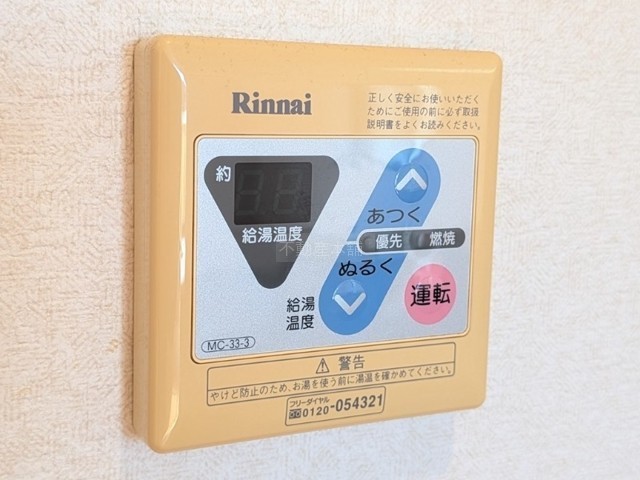 Rinnai
正しく安全にお使いいただく
ためにご使用の前に必ず取扱
説明書をよくお読みください。
約
給湯温度
あつく
優先 燃焼
ぬるく
給湯
温度
運転
MC-33-3
⚠ 警告
やけど防止のため、お湯を使う前に湯温を確かめてください。
フリーダイヤル
0120-054321